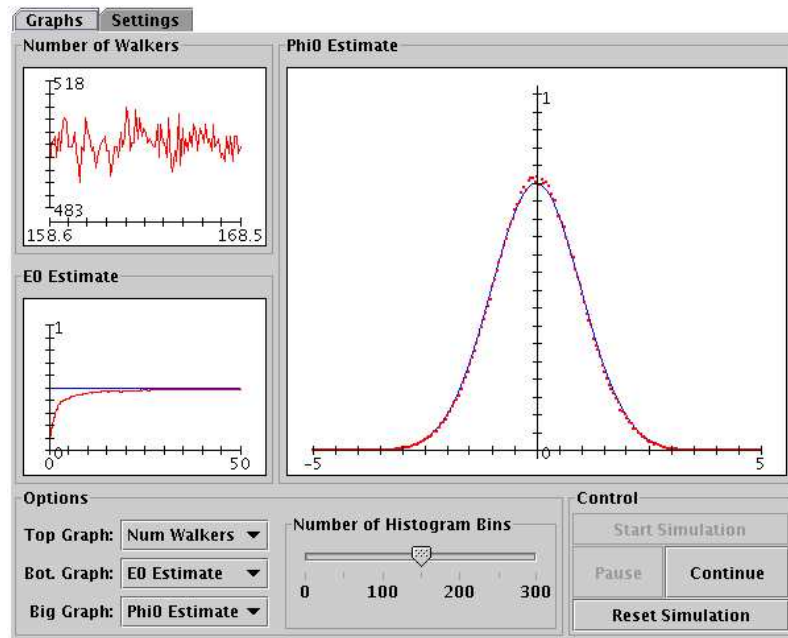 Graphs Settings
Number of Walkers
518
483
158.6 168.5
E0 Estimate
1
0
0 50
Phi0 Estimate
1
0
-5 5
Options
Top Graph: Num Walkers
Bot. Graph: E0 Estimate
Big Graph: Phi0 Estimate
Number of Histogram Bins
0 100 200 300
Control
Start Simulation
Pause Continue
Reset Simulation